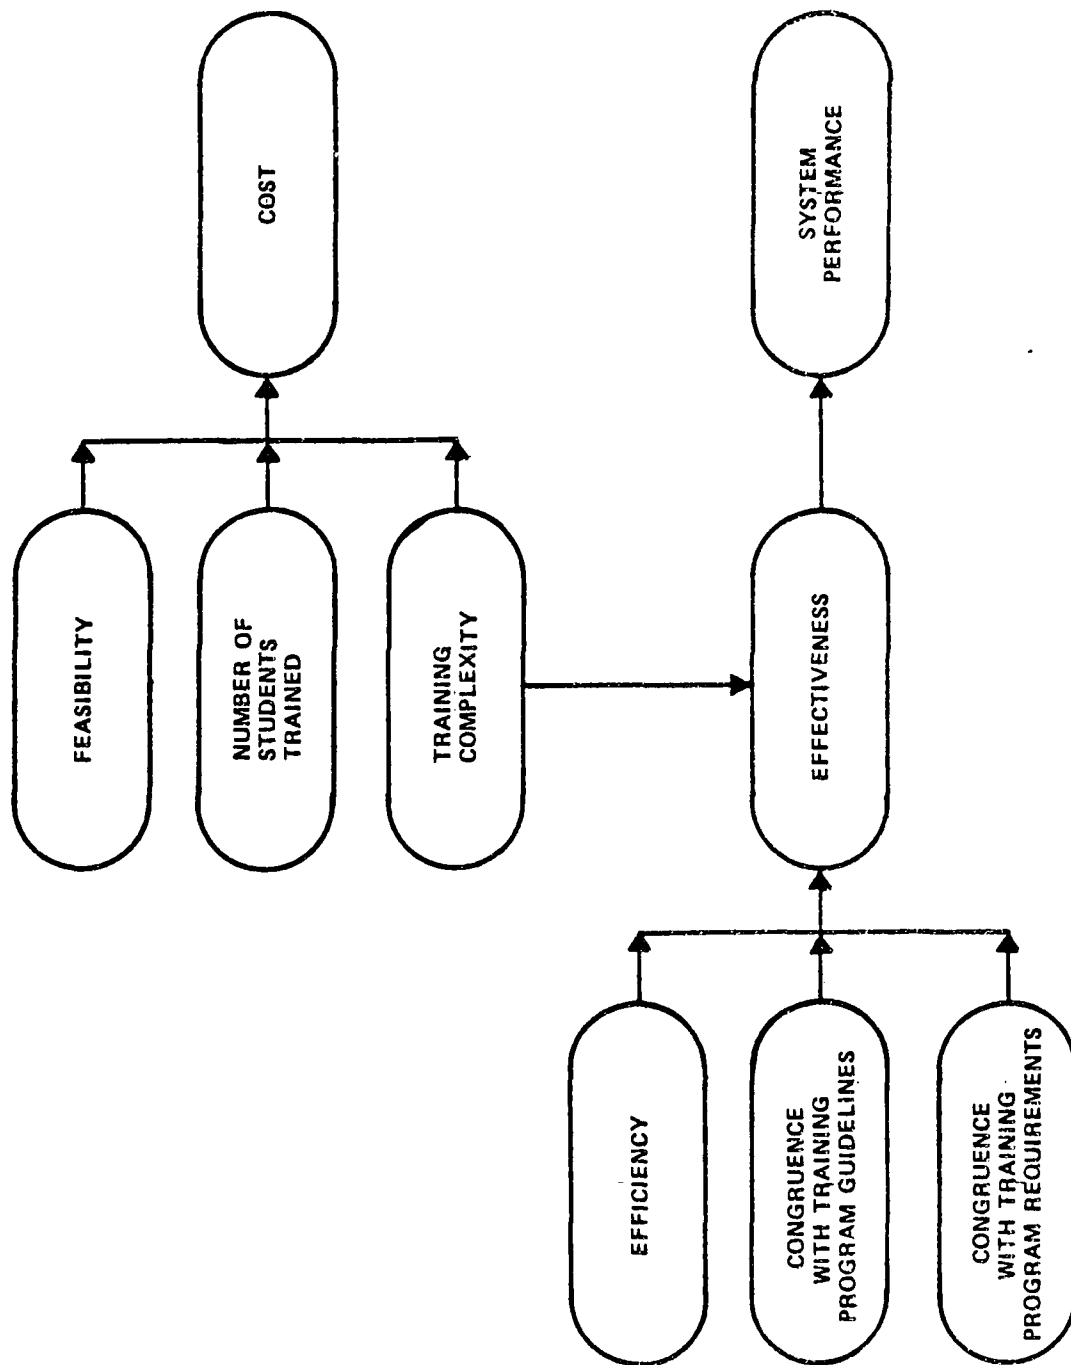 FEASIBILITY
NUMBER OF
STUDENTS
TRAINED
TRAINING
COMPLEXITY
COST
EFFICIENCY
CONGRUENCE
WITH TRAINING
PROGRAM GUIDELINES
CONGRUENCE
WITH TRAINING
PROGRAM REQUIREMENTS
EFFECTIVENESS
SYSTEM
PERFORMANCE